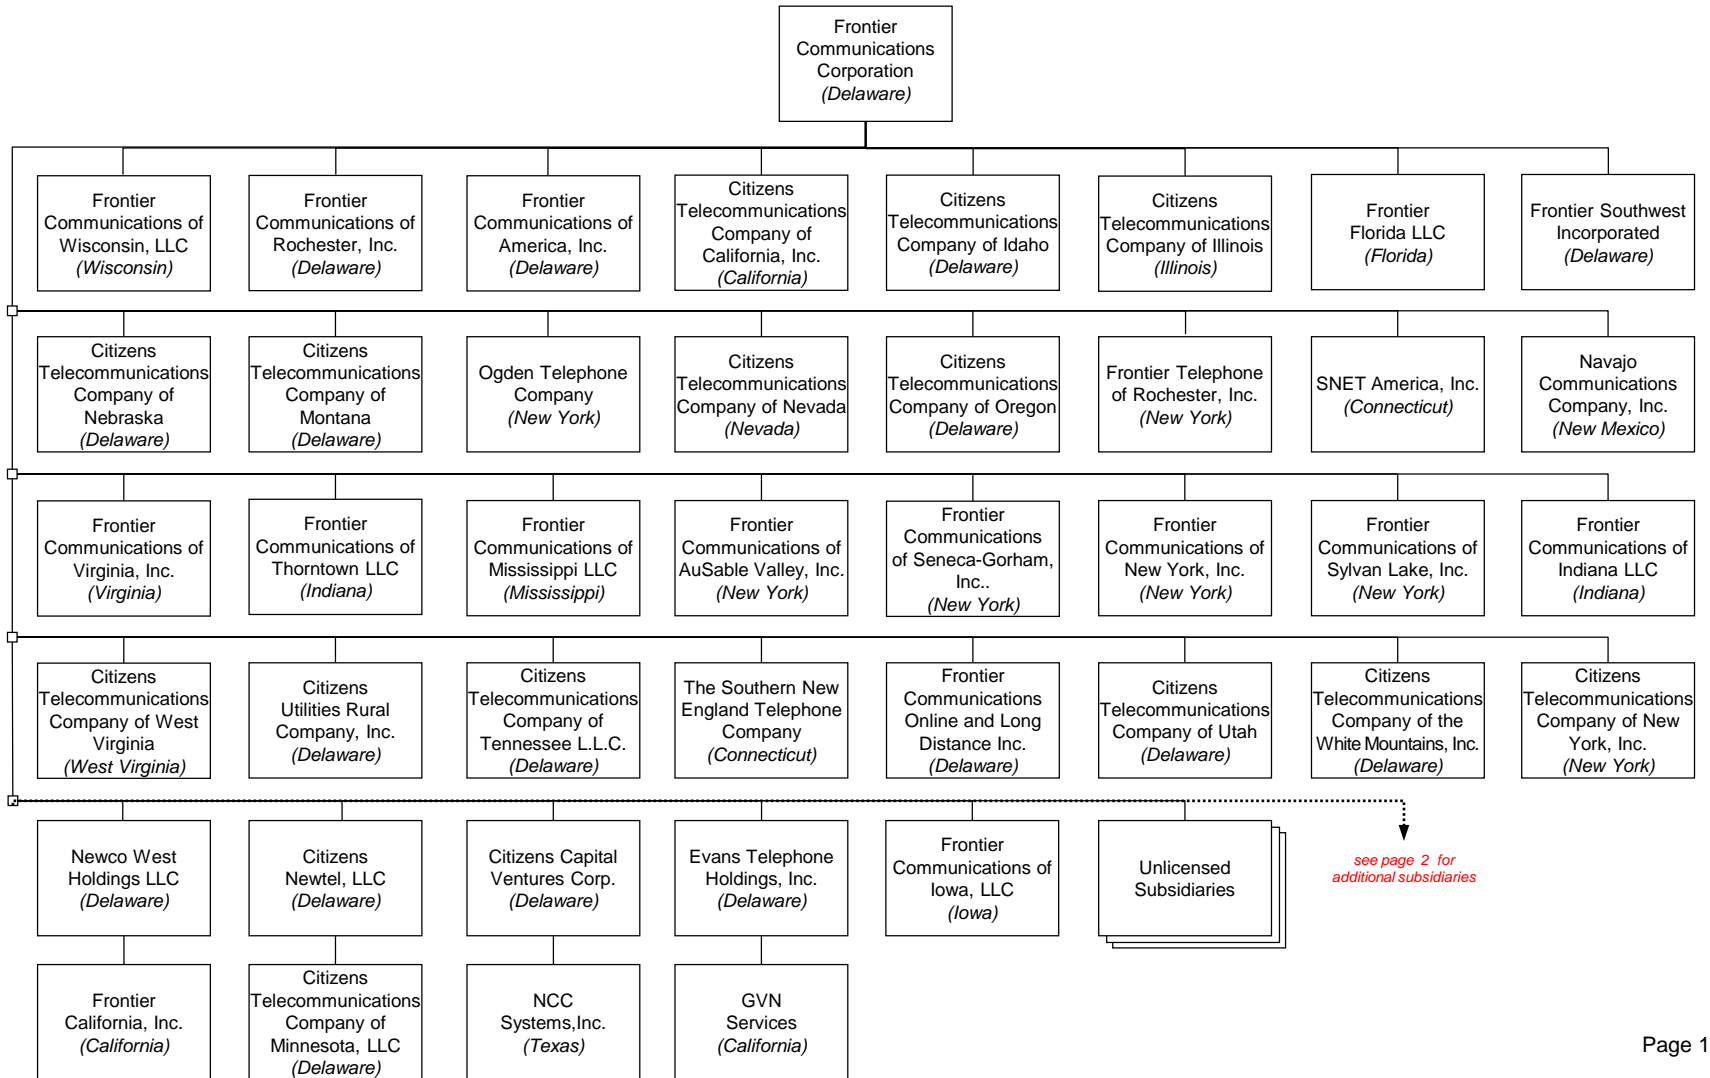 Frontier
Communications
Corporation
(Delaware)
Frontier
Communications of
Wisconsin, LLC
(Wisconsin)
Frontier
Communications of
Rochester, Inc.
(Delaware)
Frontier
Communications of
America, Inc.
(Delaware)
Citizens
Telecommunications
Company of
California, Inc.
(California)
Citizens
Telecommunications
Company of Idaho
(Delaware)
Citizens
Telecommunications
Company of Illinois
(Illinois)
Frontier
Florida LLC
(Florida)
Frontier Southwest
Incorporated
(Delaware)
Citizens
Telecommunications
Company of
Nebraska
(Delaware)
Citizens
Telecommunications
Company of
Montana
(Delaware)
Ogden Telephone
Company
(New York)
Citizens
Telecommunications
Company of Nevada
(Nevada)
Citizens
Telecommunications
Company of Oregon
(Delaware)
Frontier Telephone
of Rochester, Inc.
(New York)
SNET America, Inc.
(Connecticut)
Navajo
Communications
Company, Inc.
(New Mexico)
Frontier
Communications of
Virginia, Inc.
(Virginia)
Frontier
Communications of
Thorntown LLC
(Indiana)
Frontier
Communications of
Mississippi LLC
(Mississippi)
Frontier
Communications of
AuSable Valley, Inc.
(New York)
Frontier
Communications
of Seneca-Gorham,
Inc..
(New York)
Frontier
Communications of
New York, Inc.
(New York)
Frontier
Communications of
Sylvan Lake, Inc.
(New York)
Frontier
Communications of
Indiana LLC
(Indiana)
Citizens
Telecommunications
Company of West
Virginia
(West Virginia)
Citizens
Utilities Rural
Company, Inc.
(Delaware)
Citizens
Telecommunications
Company of
Tennessee L.L.C.
(Delaware)
The Southern New
England Telephone
Company
(Connecticut)
Frontier
Communications
Online and Long
Distance Inc.
(Delaware)
Citizens
Telecommunications
Company of Utah
(Delaware)
Citizens
Telecommunications
Company of the
White Mountains, Inc.
(Delaware)
Citizens
Telecommunications
Company of New
York, Inc.
(New York)
Newco West
Holdings LLC
(Delaware)
Citizens
Newtel, LLC
(Delaware)
Citizens Capital
Ventures Corp.
(Delaware)
Evans Telephone
Holdings, Inc.
(Delaware)
Frontier
Communications of
Iowa, LLC
(Iowa)
Unlicensed
Subsidiaries
see page 2 for
additional subsidiaries
Frontier
California, Inc.
(California)
Citizens
Telecommunications
Company of
Minnesota, LLC
(Delaware)
NCC
Systems,Inc.
(Texas)
GVN
Services
(California)
Page 1